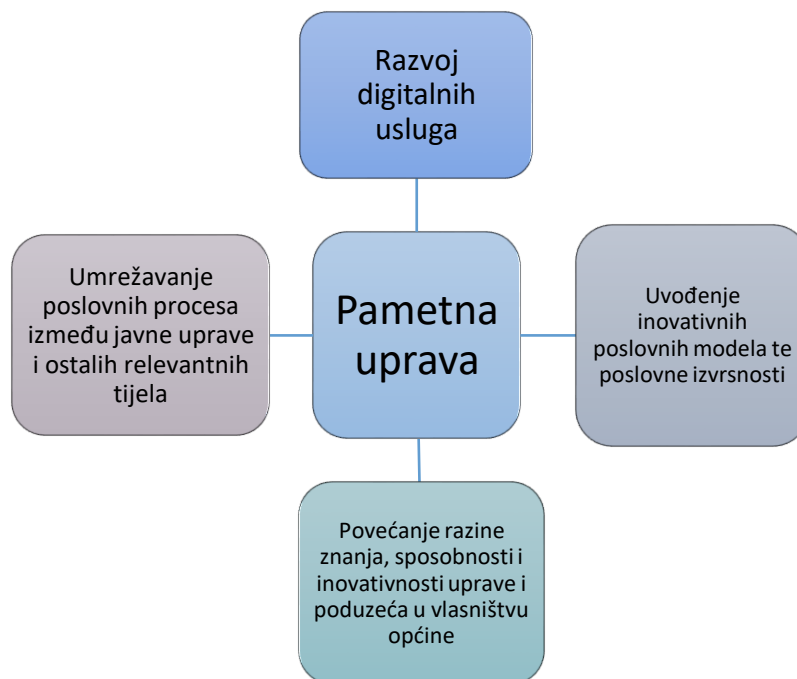 Razvoj
digitalnih
usluga
Umrežavanje
poslovnih procesa
između javne uprave
i ostalih relevantnih
tijela
Pametna
uprava
Uvođenje
inovativnih
poslovnih modela te
poslovne izvrsnosti
Povećanje razine
znanja, sposobnosti i
inovativnosti uprave i
poduzeća u vlasništvu
općine